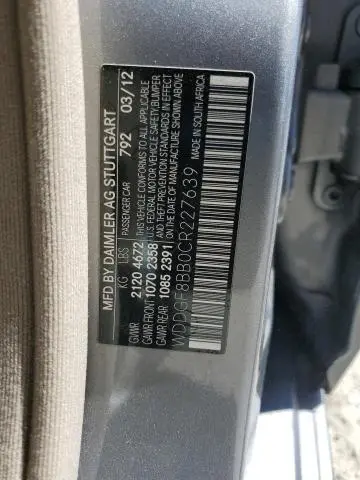 MFD BY DAIMLER AG STUTTGART
PASSENGER CAR 792 03/12
KG LBS
GVWR 2120 4672
GAWR FRONT 1070 2358
GAWR REAR 1085 2391
THIS VEHICLE CONFORMS TO ALL APPLICABLE
U.S. FEDERAL MOTOR VEHICLE SAFETY/BUMPER
AND THEFT PREVENTION STANDARDS IN EFFECT
ON THE DATE OF MANUFACTURE SHOWN ABOVE
WDDGF8BB0CR227639 MADE IN SOUTH AFRICA